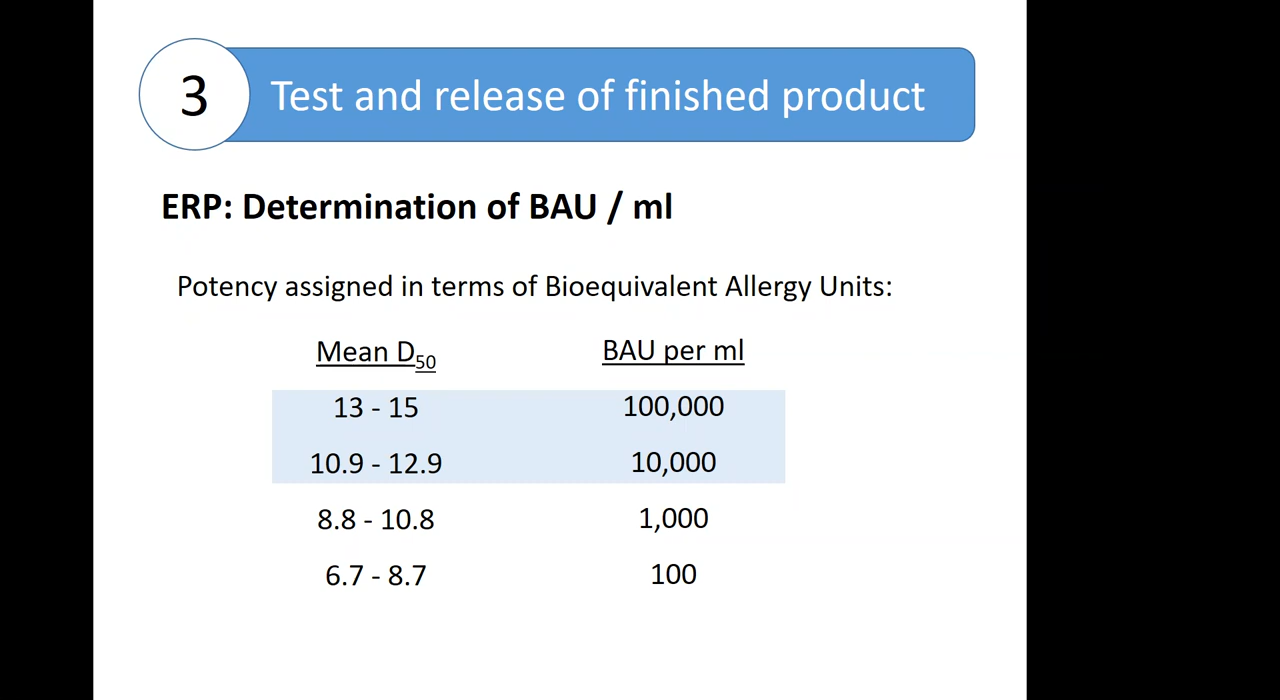 3
Test and release of finished product
ERP: Determination of BAU / ml
Potency assigned in terms of Bioequivalent Allergy Units:
Mean D50 BAU per ml
13 - 15 100,000
10.9 - 12.9 10,000
8.8 - 10.8 1,000
6.7 - 8.7 100